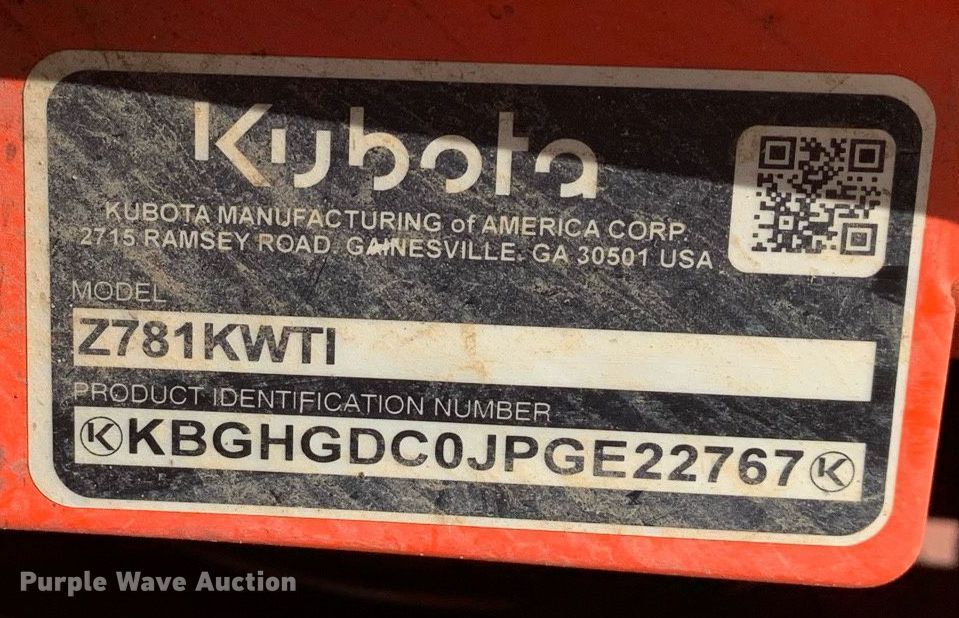 Kubota
KUBOTA MANUFACTURING of AMERICA CORP.
2715 RAMSEY ROAD. GAINESVILLE. GA 30501 USA
MODEL
Z781KWTI
PRODUCT IDENTIFICATION NUMBER
KKBGHGDC0JPGE22767K
Purple Wave Auction